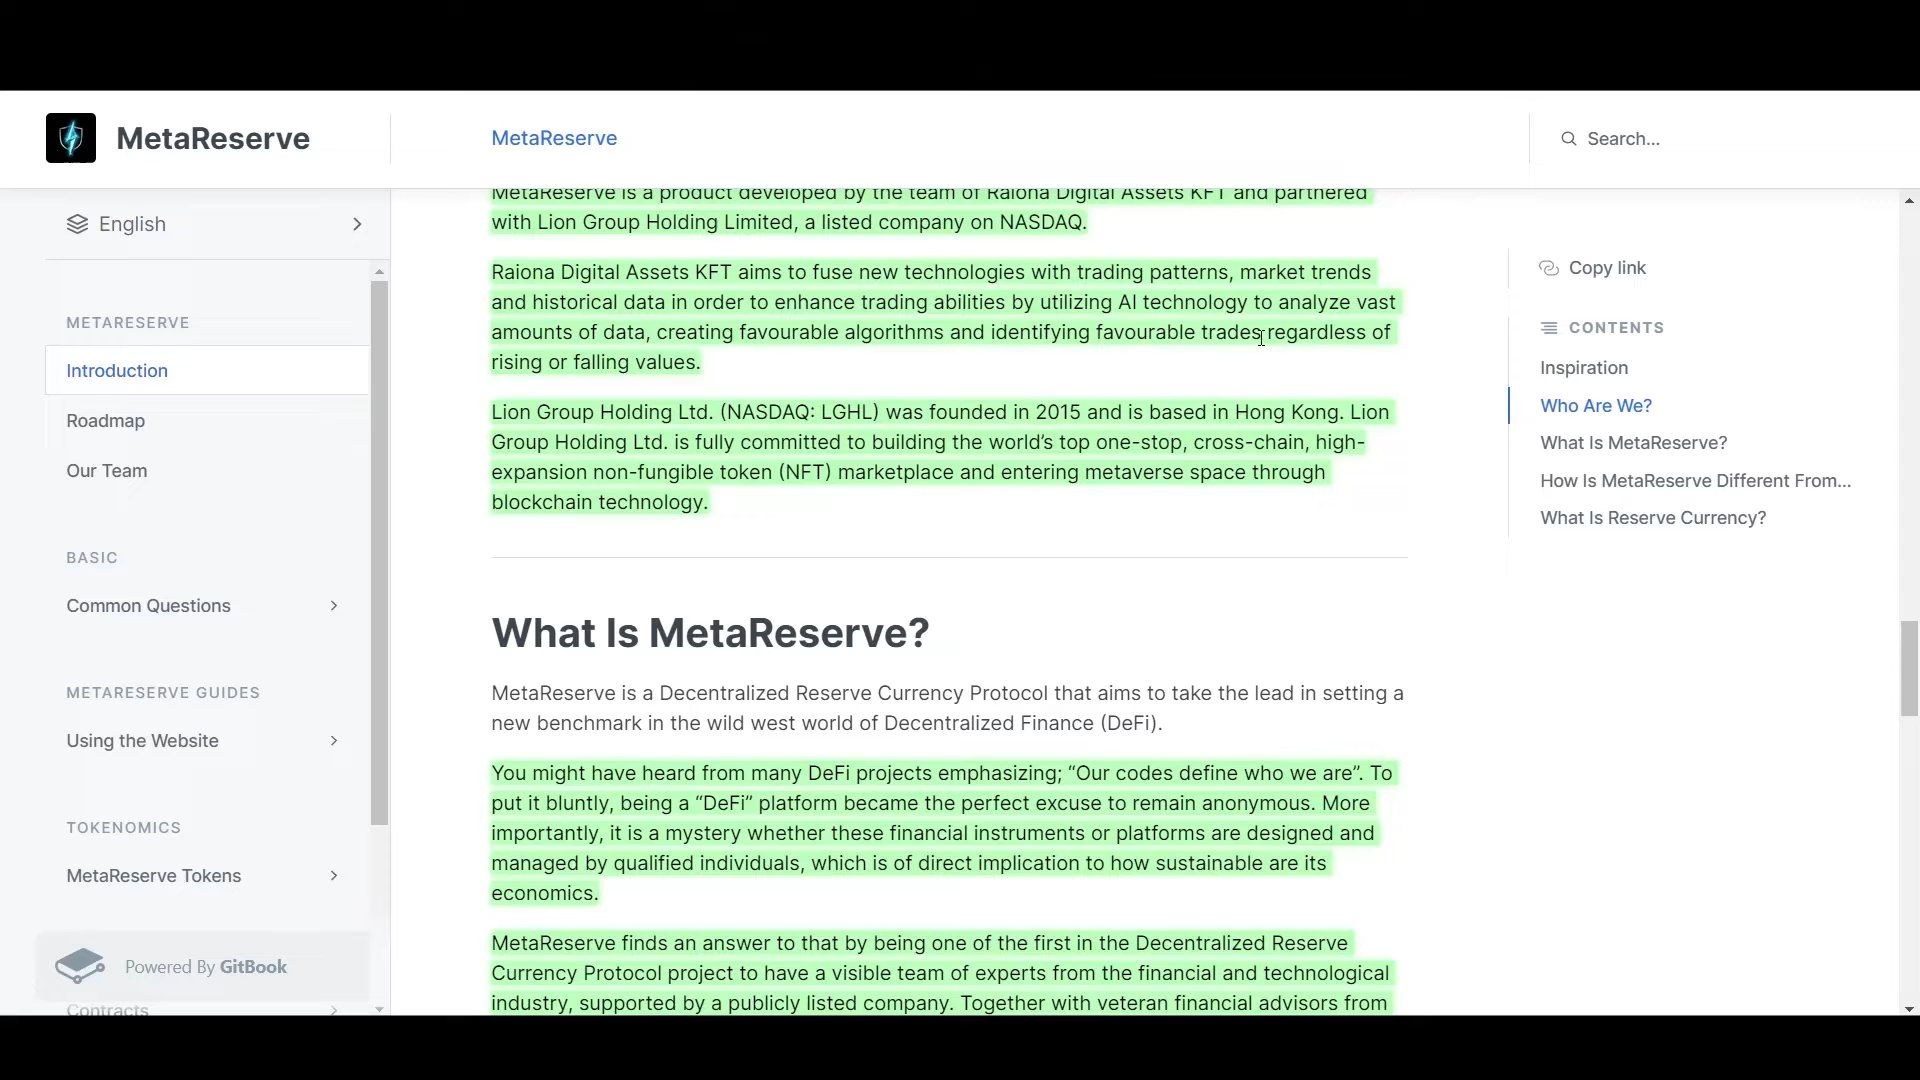 MetaReserve
MetaReserve
Search...
English
METARESERVE
Introduction
Roadmap
Our Team
BASIC
Common Questions
METARESERVE GUIDES
Using the Website
TOKENOMICS
MetaReserve Tokens
Powered By GitBook
Contracts
MetaReserve is a product developed by the team of Raiona Digital Assets KFT and partnered
with Lion Group Holding Limited, a listed company on NASDAQ.
Raiona Digital Assets KFT aims to fuse new technologies with trading patterns, market trends
and historical data in order to enhance trading abilities by utilizing AI technology to analyze vast
amounts of data, creating favourable algorithms and identifying favourable trades regardless of
rising or falling values.
Lion Group Holding Ltd. (NASDAQ: LGHL) was founded in 2015 and is based in Hong Kong. Lion
Group Holding Ltd. is fully committed to building the world’s top one-stop, cross-chain, high-
expansion non-fungible token (NFT) marketplace and entering metaverse space through
blockchain technology.
What Is MetaReserve?
MetaReserve is a Decentralized Reserve Currency Protocol that aims to take the lead in setting a
new benchmark in the wild west world of Decentralized Finance (DeFi).
You might have heard from many DeFi projects emphasizing; “Our codes define who we are”. To
put it bluntly, being a “DeFi” platform became the perfect excuse to remain anonymous. More
importantly, it is a mystery whether these financial instruments or platforms are designed and
managed by qualified individuals, which is of direct implication to how sustainable are its
economics.
MetaReserve finds an answer to that by being one of the first in the Decentralized Reserve
Currency Protocol project to have a visible team of experts from the financial and technological
industry, supported by a publicly listed company. Together with veteran financial advisors from
Copy link
CONTENTS
Inspiration
Who Are We?
What Is MetaReserve?
How Is MetaReserve Different From...
What Is Reserve Currency?